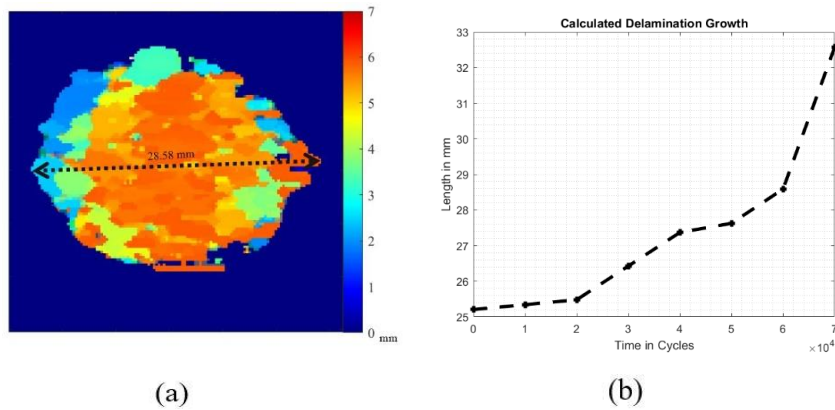 7
6
5
4
3
2
1
0
mm
28.58 mm
(a)
Calculated Delamination Growth
Length in mm
33
32
31
30
29
28
27
26
25
0 1 2 3 4 5 6 7
Time in Cycles
×10⁴
(b)